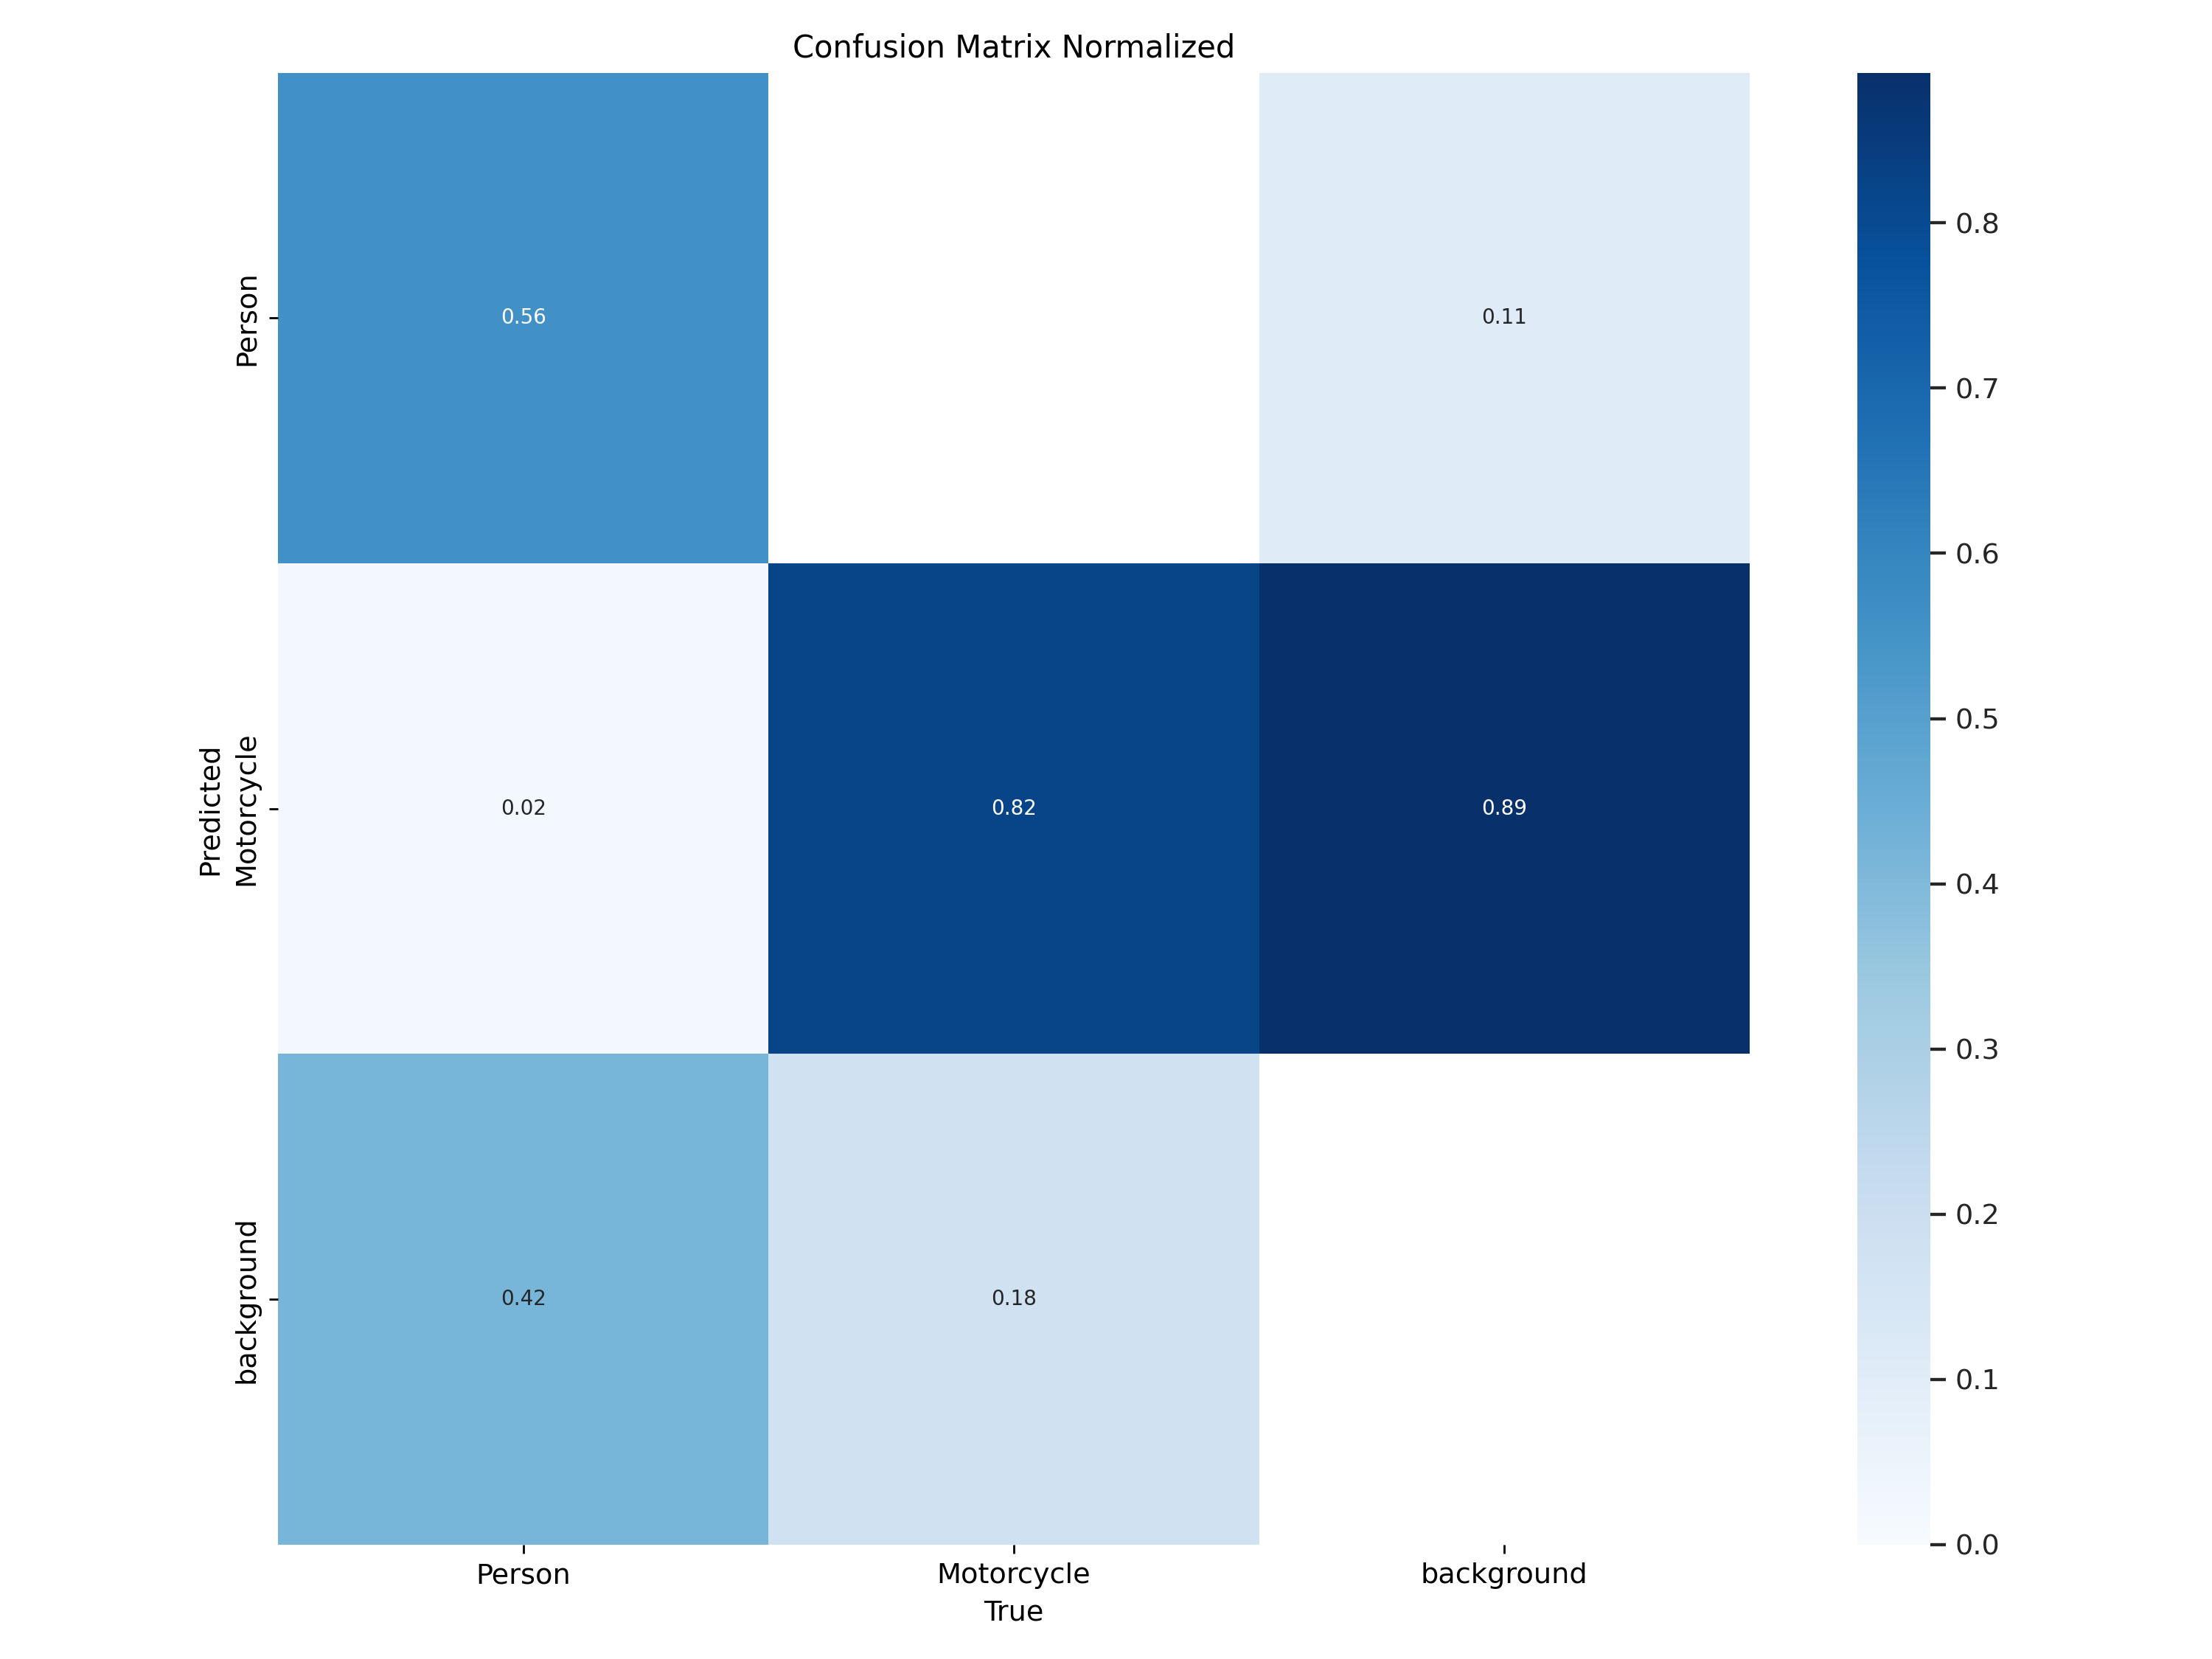 Confusion Matrix Normalized
Person
0.56
0.11
0.8
0.7
0.6
0.5
Predicted
Motorcycle
0.02
0.82
0.89
0.4
0.3
0.2
background
0.42
0.18
0.1
0.0
Person
Motorcycle
background
True